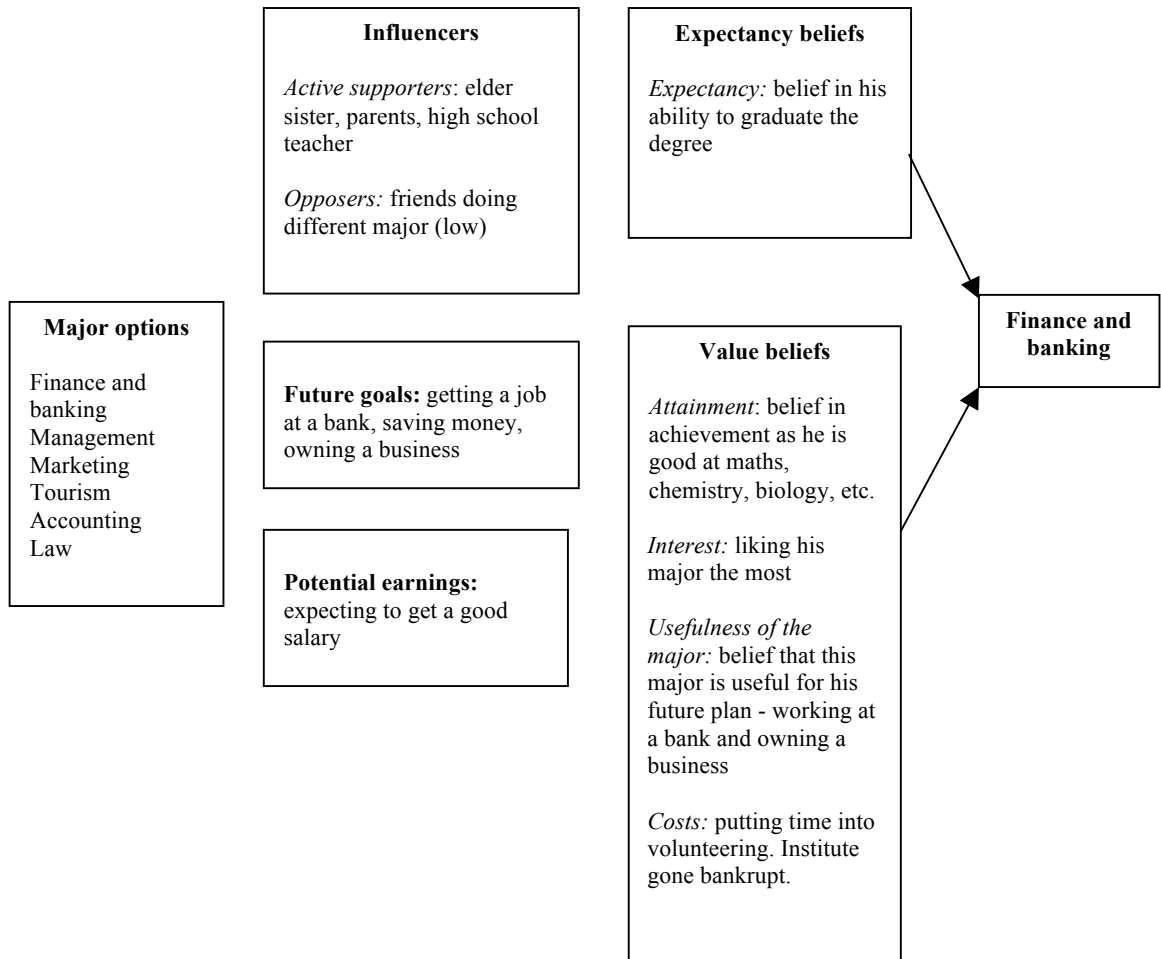 Influencers
Active supporters: elder
sister, parents, high school
teacher
Opposers: friends doing
different major (low)
Expectancy beliefs
Expectancy: belief in his
ability to graduate the
degree
Major options
Finance and
banking
Management
Marketing
Tourism
Accounting
Law
Future goals: getting a job
at a bank, saving money,
owning a business
Potential earnings:
expecting to get a good
salary
Value beliefs
Attainment: belief in
achievement as he is
good at maths,
chemistry, biology, etc.
Interest: liking his
major the most
Usefulness of the
major: belief that this
major is useful for his
future plan - working at
a bank and owning a
business
Costs: putting time into
volunteering. Institute
gone bankrupt.
Finance and
banking